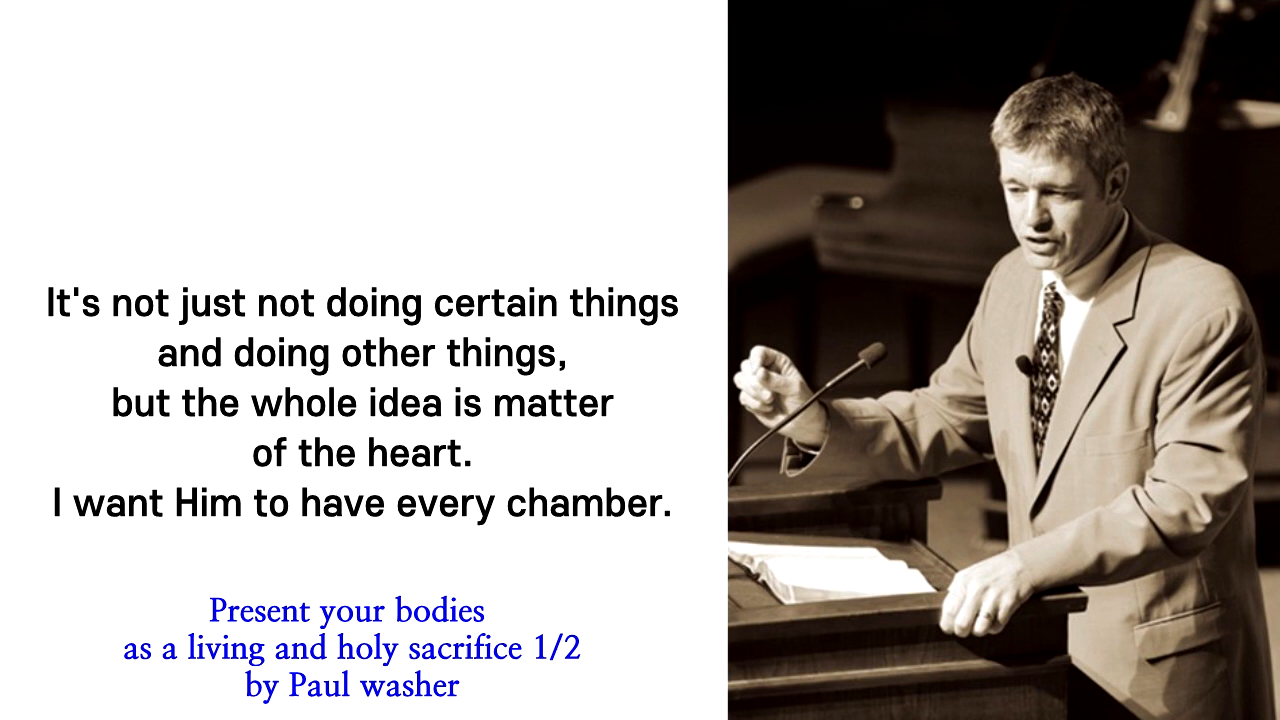 It's not just not doing certain things
and doing other things,
but the whole idea is matter
of the heart.
I want Him to have every chamber.
Present your bodies
as a living and holy sacrifice 1/2
by Paul washer